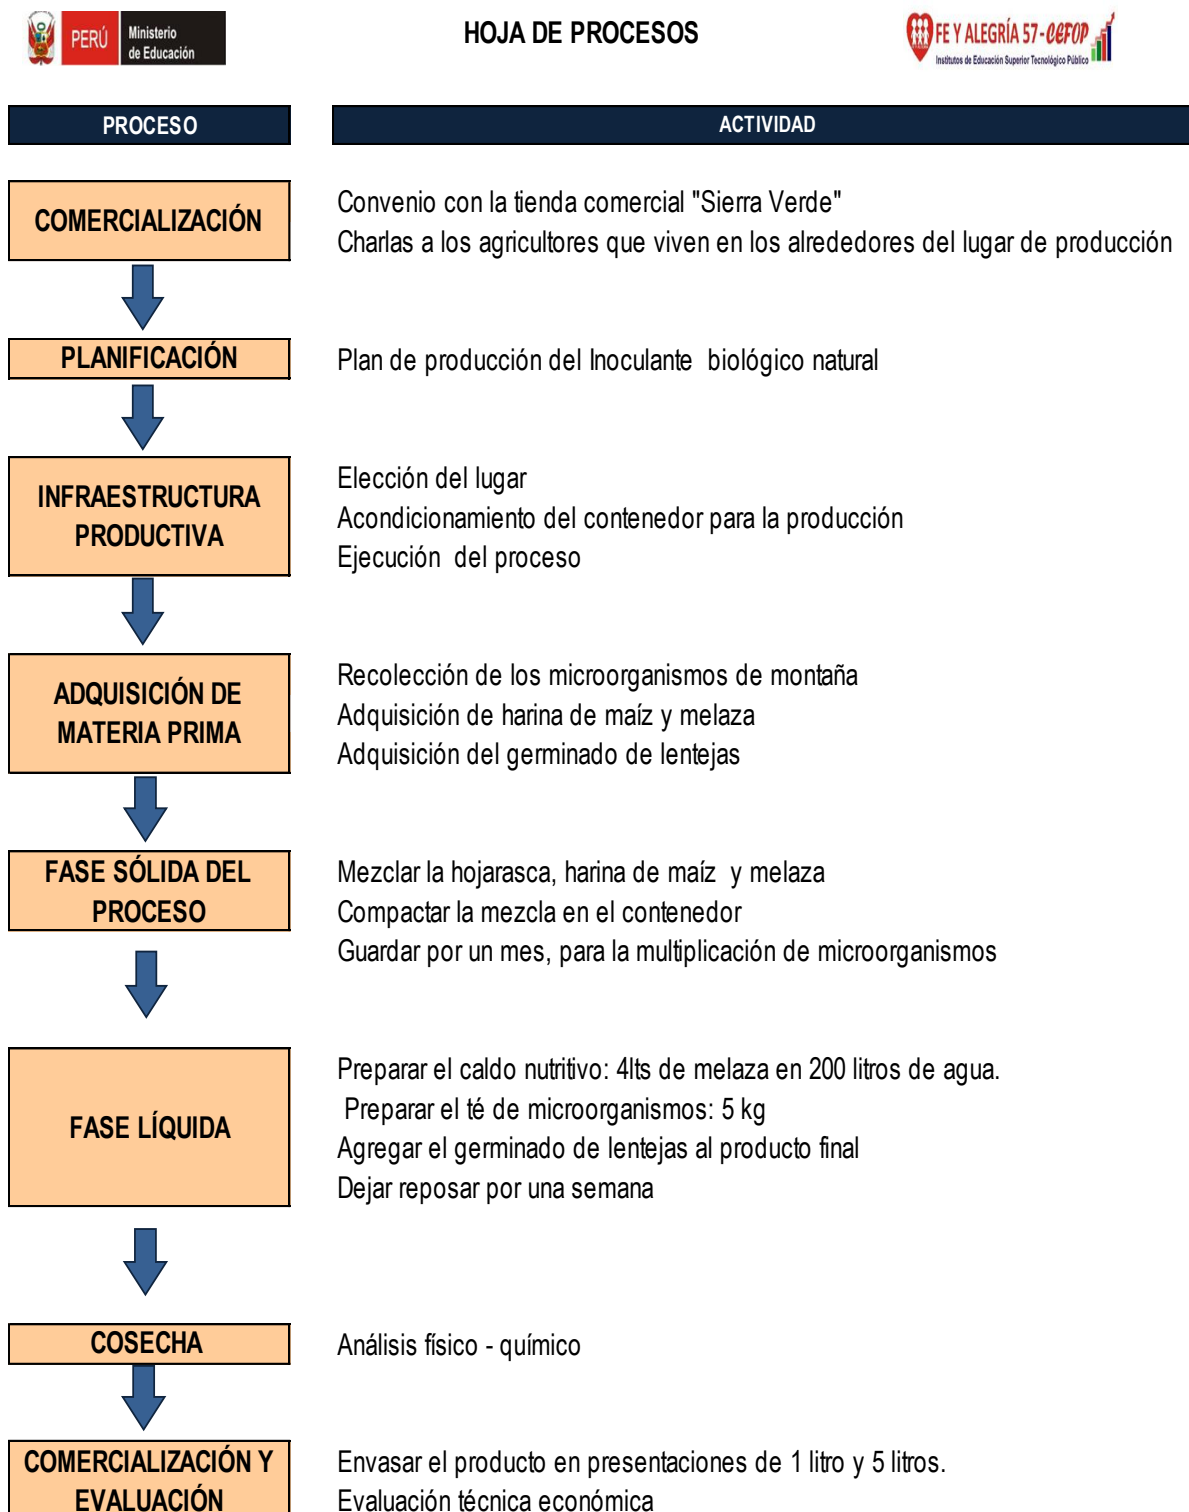 PERÚ
Ministerio
de Educación
HOJA DE PROCESOS
FE Y ALEGRÍA 57-CEFOP
Institutos de Educación Superior Tecnológico Público
PROCESO
ACTIVIDAD
COMERCIALIZACIÓN
Convenio con la tienda comercial "Sierra Verde"
Charlas a los agricultores que viven en los alrededores del lugar de producción
PLANIFICACIÓN
Plan de producción del Inoculante biológico natural
INFRAESTRUCTURA
PRODUCTIVA
Elección del lugar
Acondicionamiento del contenedor para la producción
Ejecución del proceso
ADQUISICIÓN DE
MATERIA PRIMA
Recolección de los microorganismos de montaña
Adquisición de harina de maíz y melaza
Adquisición del germinado de lentejas
FASE SÓLIDA DEL
PROCESO
Mezclar la hojarasca, harina de maíz y melaza
Compactar la mezcla en el contenedor
Guardar por un mes, para la multiplicación de microorganismos
FASE LÍQUIDA
Preparar el caldo nutritivo: 4lts de melaza en 200 litros de agua.
Preparar el té de microorganismos: 5 kg
Agregar el germinado de lentejas al producto final
Dejar reposar por una semana
COSECHA
Análisis físico - químico
COMERCIALIZACIÓN Y
EVALUACIÓN
Envasar el producto en presentaciones de 1 litro y 5 litros.
Evaluación técnica económica